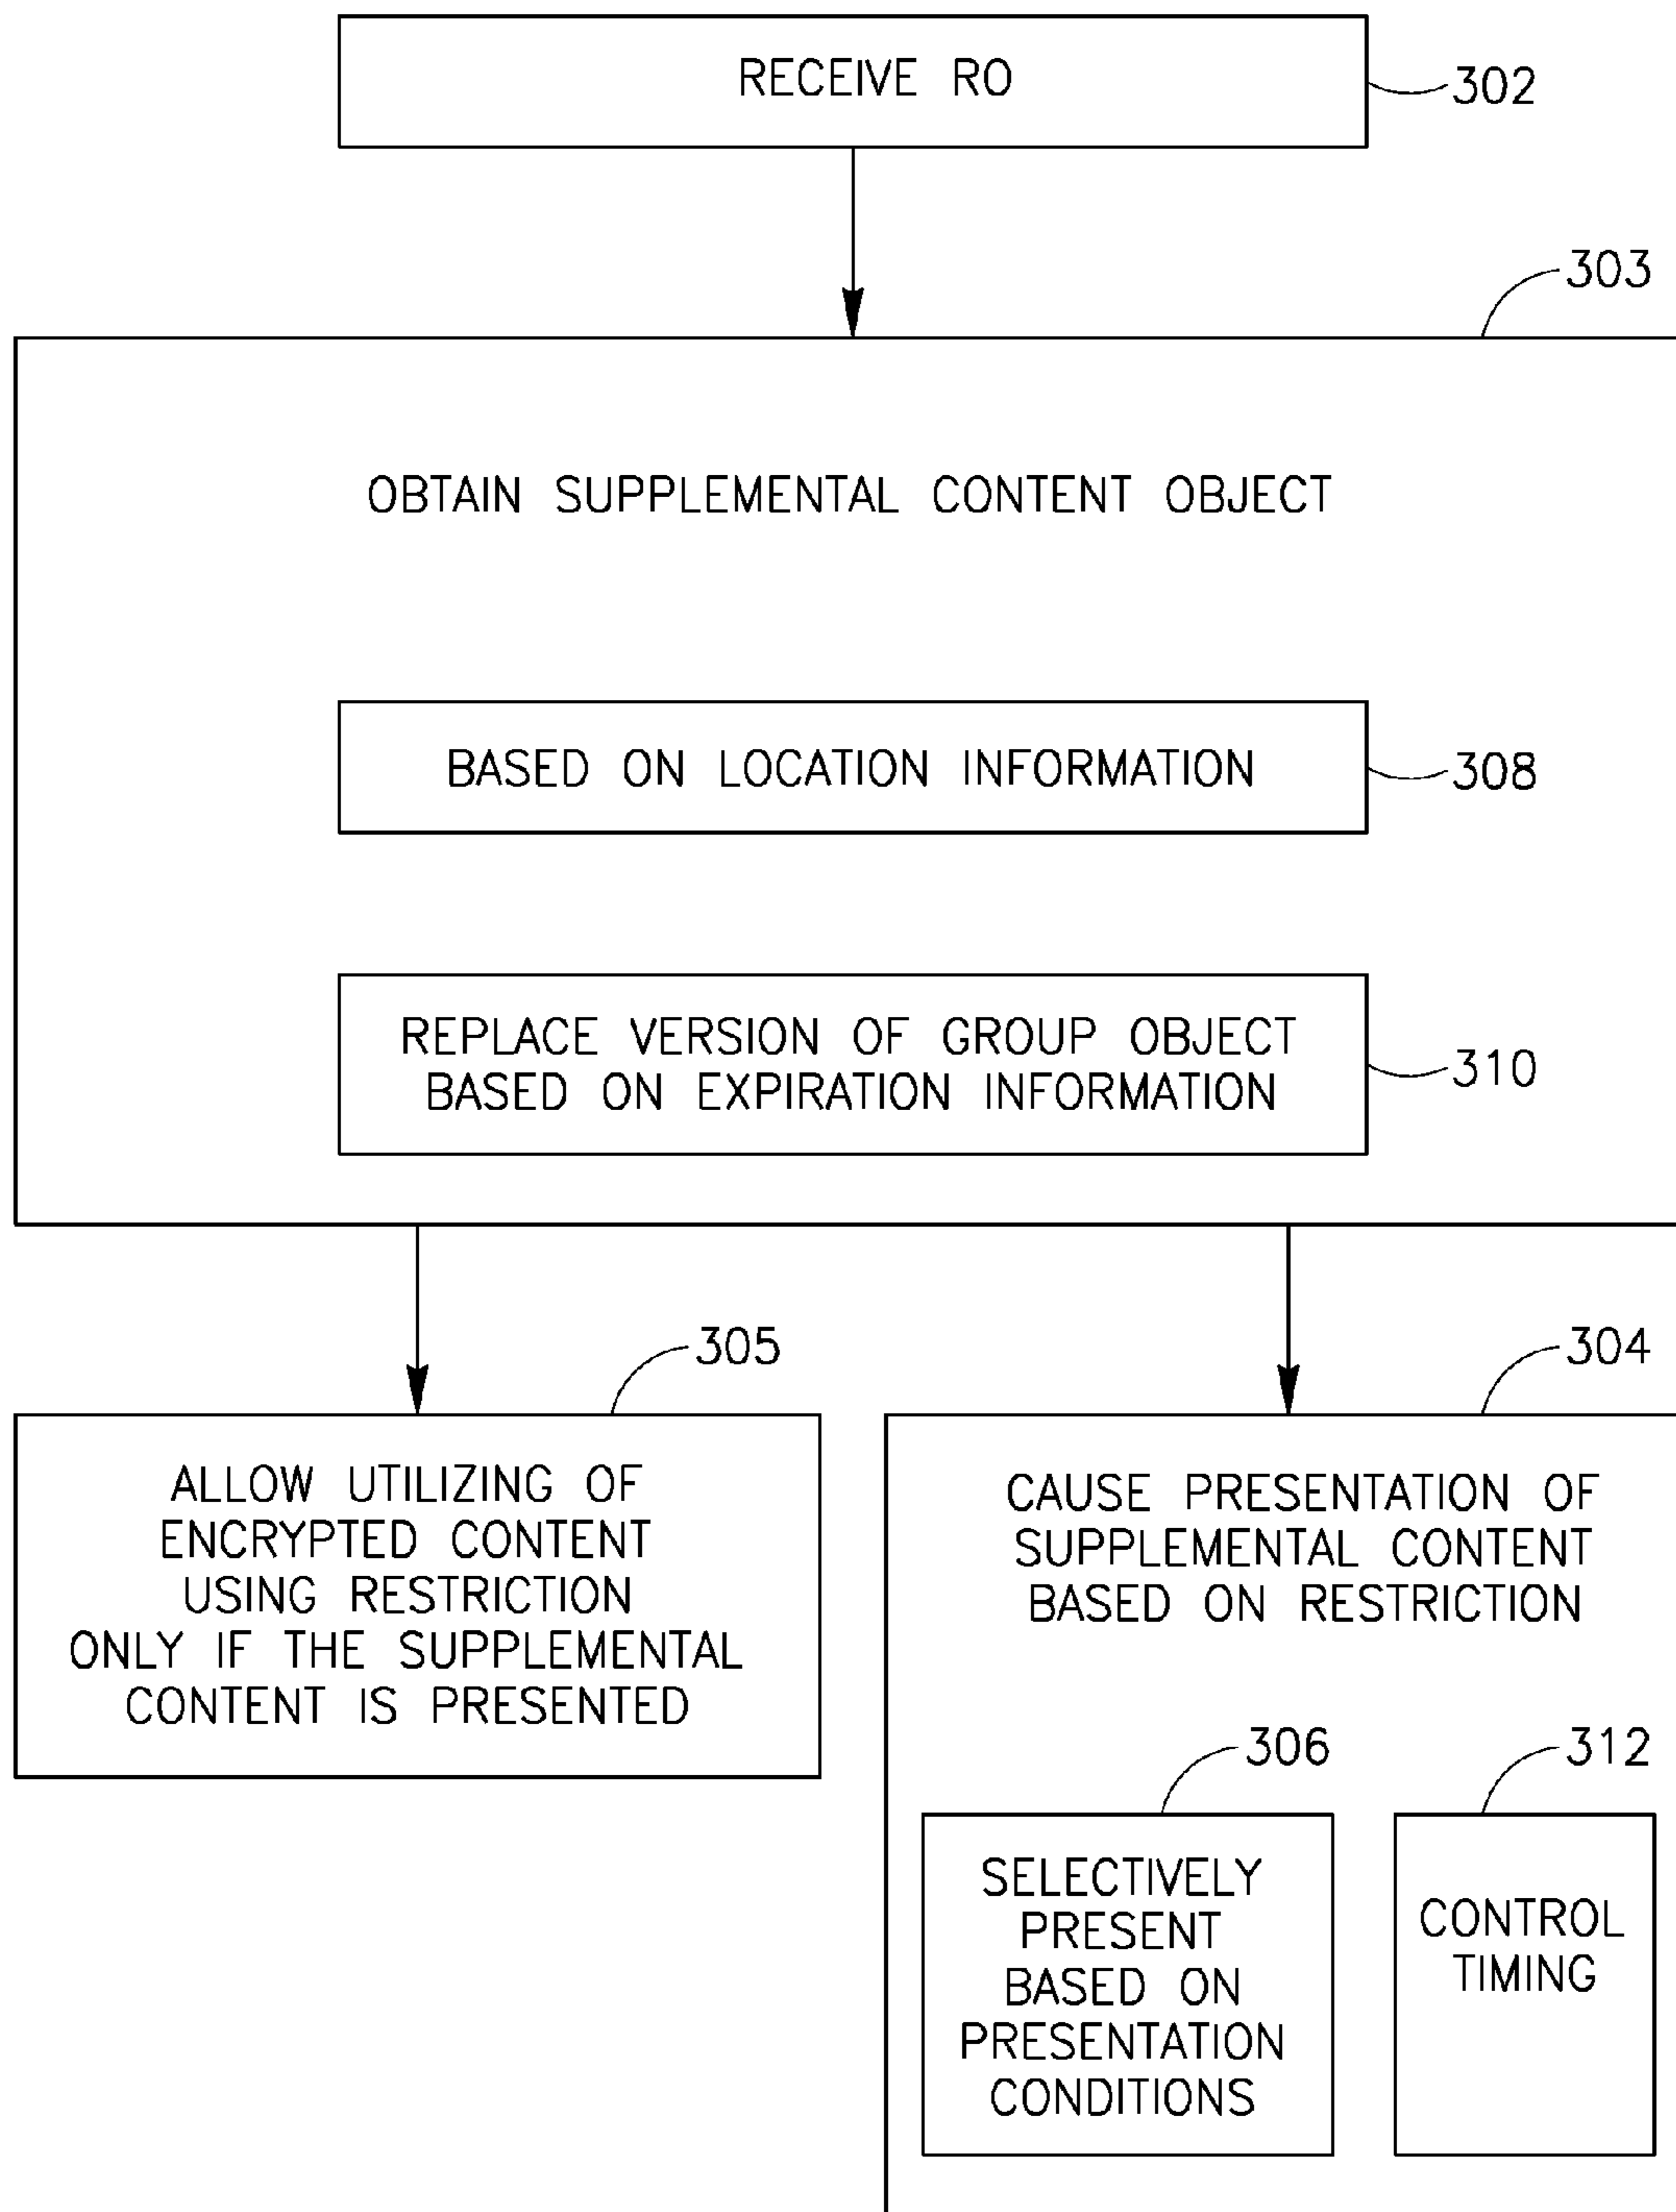 RECEIVE RO
302
303
OBTAIN SUPPLEMENTAL CONTENT OBJECT
BASED ON LOCATION INFORMATION
308
REPLACE VERSION OF GROUP OBJECT
BASED ON EXPIRATION INFORMATION
310
305
ALLOW UTILIZING OF
ENCRYPTED CONTENT
USING RESTRICTION
ONLY IF THE SUPPLEMENTAL
CONTENT IS PRESENTED
304
CAUSE PRESENTATION OF
SUPPLEMENTAL CONTENT
BASED ON RESTRICTION
306
SELECTIVELY
PRESENT
BASED ON
PRESENTATION
CONDITIONS
312
CONTROL
TIMING